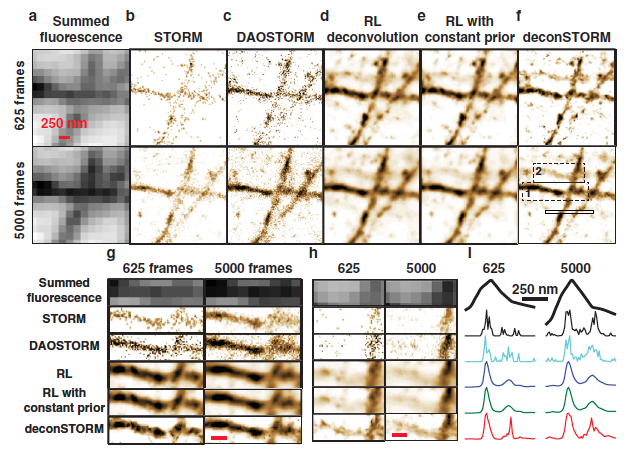 a
Summed
fluorescence
b
STORM
c
DAOSTORM
d
RL
deconvolution
e
RL with
constant prior
f
deconSTORM
625 frames
250 nm
5000 frames
2
1
g
625 frames
5000 frames
h
625
5000
I
625
5000
250 nm
Summed
fluorescence
STORM
DAOSTORM
RL
RL with
constant prior
deconSTORM